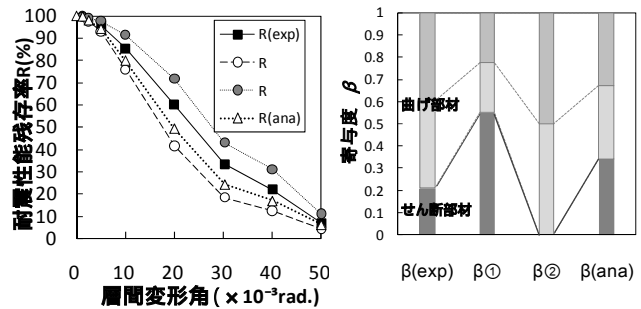 耐震性能残存率R(%)
100
90
80
70
60
50
40
30
20
10
0
0 10 20 30 40 50
層間変形角(×10⁻³rad.)
R(exp)
R
R
R(ana)
寄与度 β
1
0.9
0.8
0.7
0.6
0.5
0.4
0.3
0.2
0.1
0
曲げ部材
せん断部材
β(exp) β① β② β(ana)